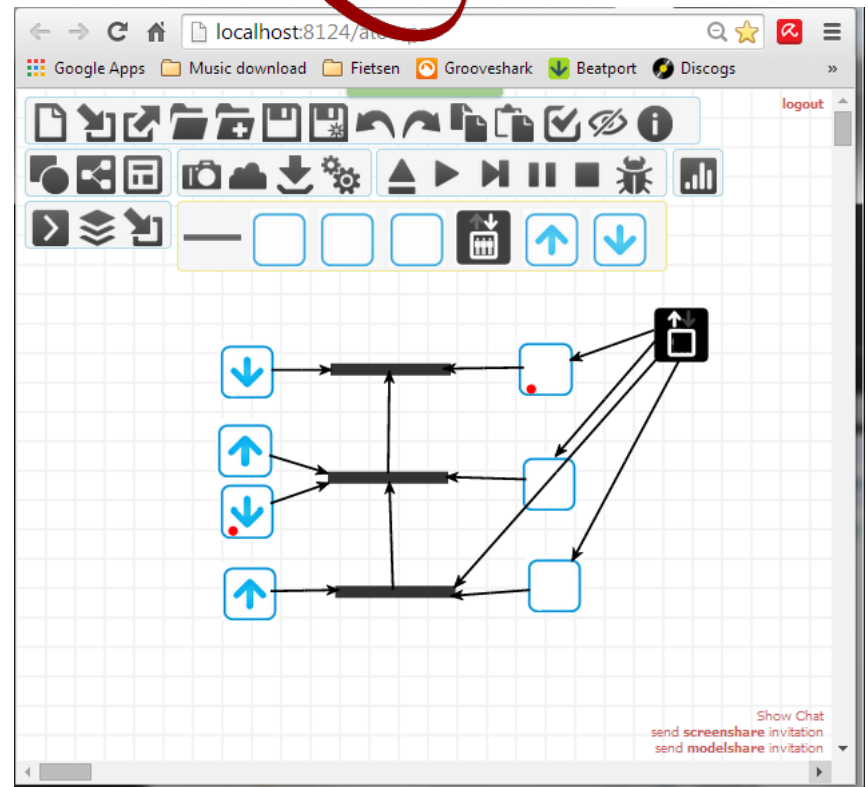 localhost:8124/ato
Google Apps Music download Fietsen Grooveshark Beatport Discogs »
logout
Show Chat
send screenshare invitation
send modelshare invitation